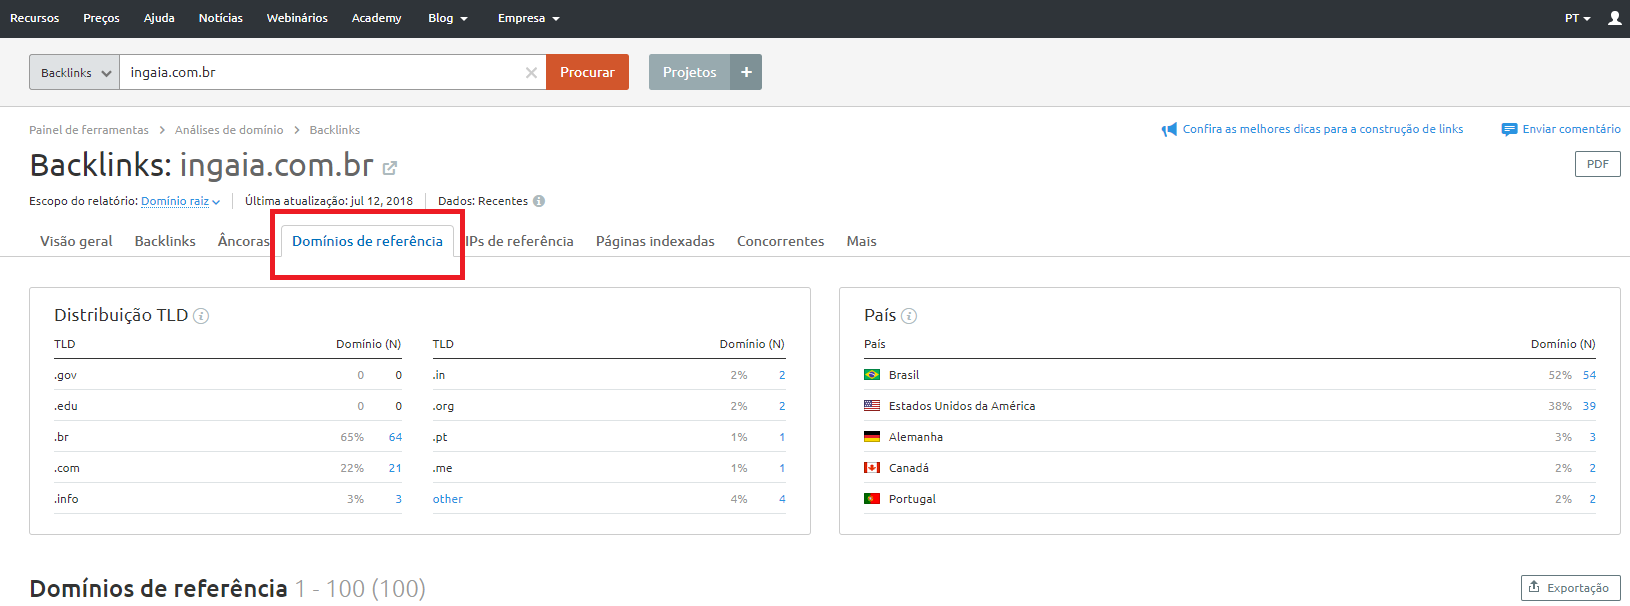 Recursos Preços Ajuda Notícias Webinários Academy Blog Empresa PT
Backlinks ingaia.com.br Procurar Projetos +
Painel de ferramentas > Análises de domínio > Backlinks Confira as melhores dicas para a construção de links Enviar comentário
Backlinks: ingaia.com.br PDF
Escopo do relatório: Domínio raiz Última atualização: jul 12, 2018 Dados: Recentes
Visão geral Backlinks Âncoras Domínios de referência IPs de referência Páginas indexadas Concorrentes Mais
Distribuição TLD
TLD Domínio (N) TLD Domínio (N)
.gov 0 0 .in 2% 2
.edu 0 0 .org 2% 2
.br 65% 64 .pt 1% 1
.com 22% 21 .me 1% 1
.info 3% 3 other 4% 4
País
País Domínio (N)
Brasil 52% 54
Estados Unidos da América 38% 39
Alemanha 3% 3
Canadá 2% 2
Portugal 2% 2
Domínios de referência 1 - 100 (100) Exportação